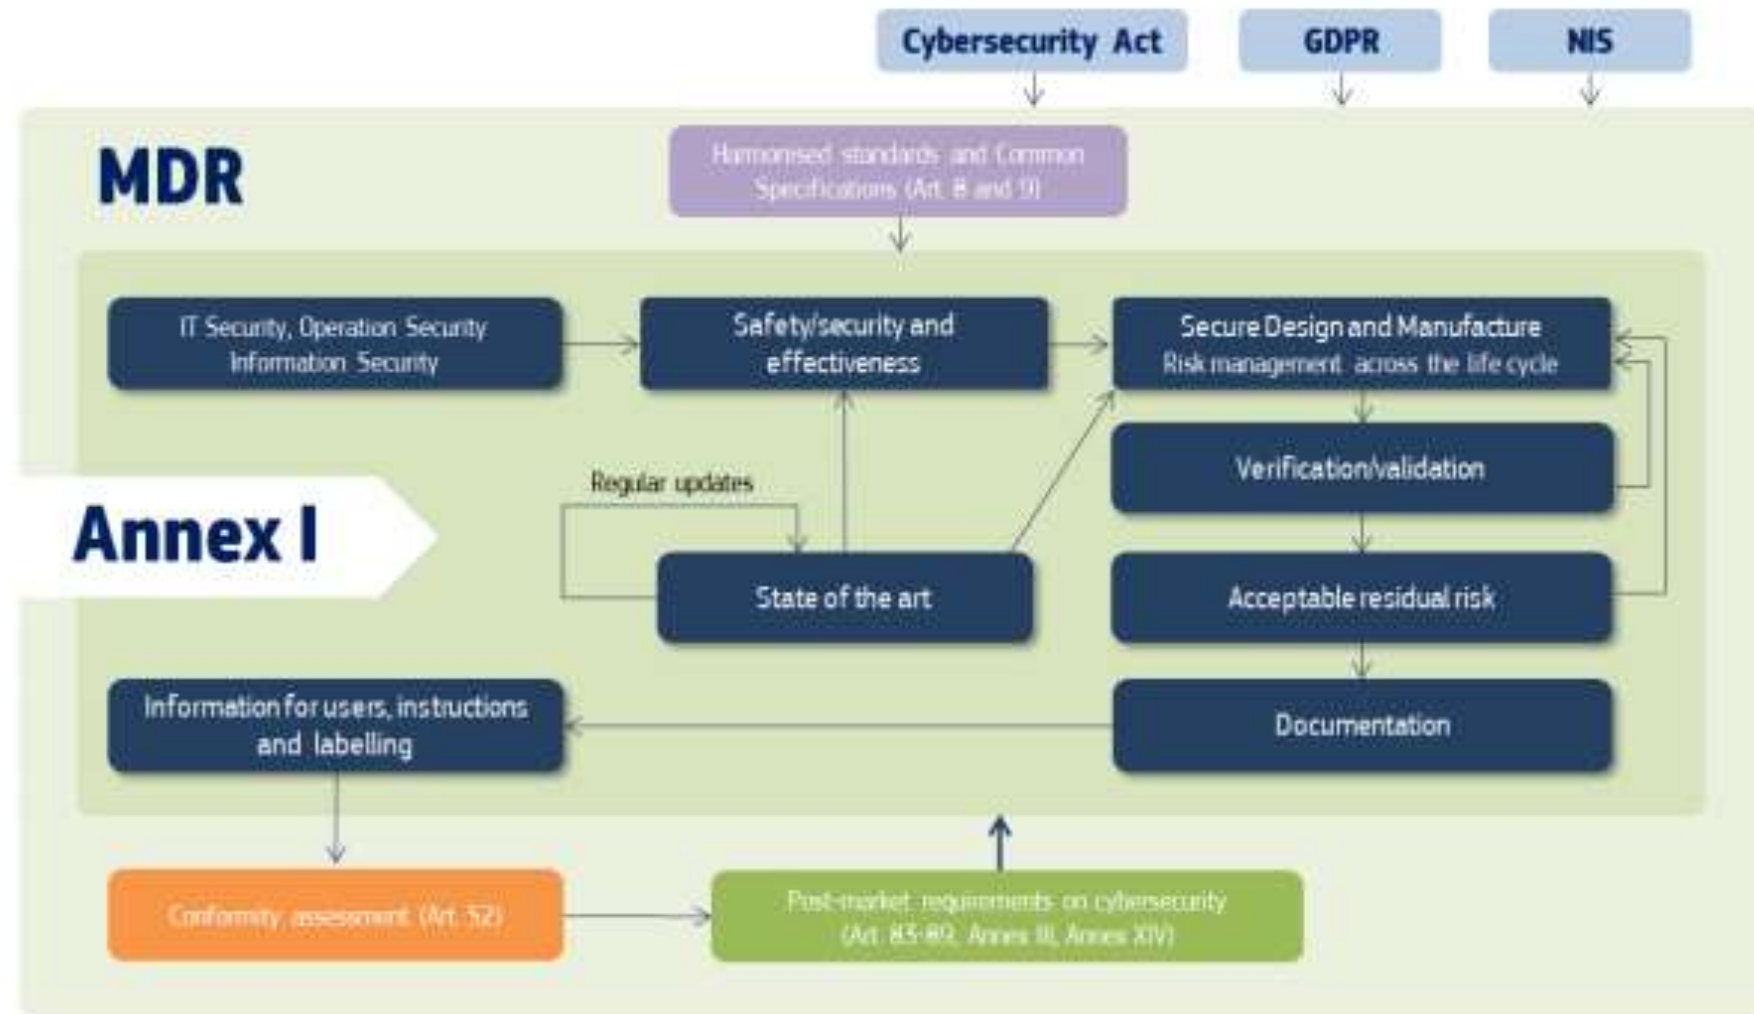 Cybersecurity Act
GDPR
NIS
MDR
Harmonised standards and Common
Specifications (Art. 8 and 9)
IT Security, Operation Security
Information Security
Safety/security and
effectiveness
Secure Design and Manufacture
Risk management across the life cycle
Verification/validation
Regular updates
Annex I
State of the art
Acceptable residual risk
Information for users, instructions
and labelling
Documentation
Conformity assessment (Art. 52)
Post-market requirements on cybersecurity
(Art. 83-89, Annex III, Annex XIV)